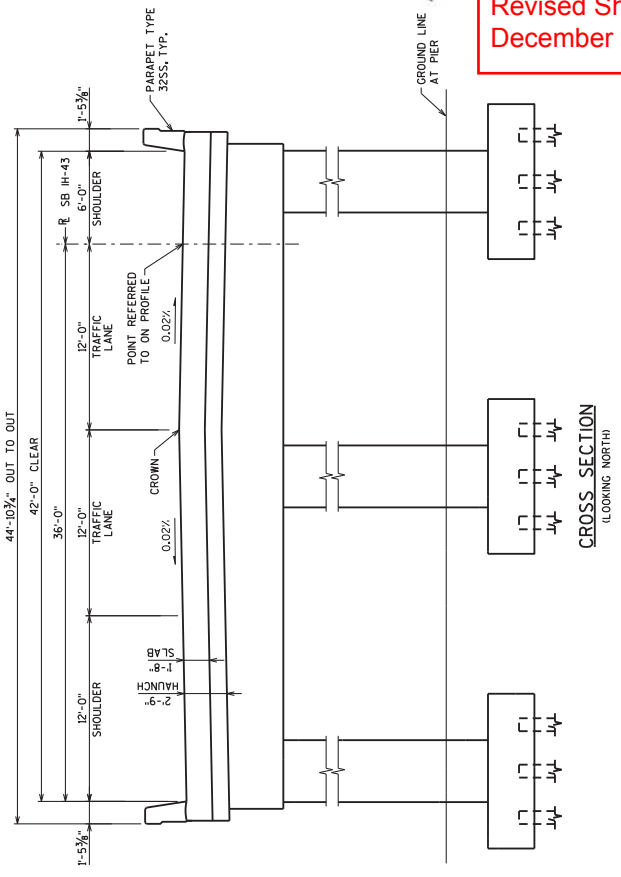 Revised Sh
December
44'-10¾" OUT TO OUT
42'-0" CLEAR
36'-0"
1'-5⅜"
12'-0"
SHOULDER
12'-0"
TRAFFIC
LANE
12'-0"
TRAFFIC
LANE
6'-0"
SHOULDER
1'-5⅜"
R SB IH-43
PARAPET TYPE
32SS, TYP.
POINT REFERRED
TO ON PROFILE
0.02%
0.02%
CROWN
2'-9"
HAUNCH
1'-8"
SLAB
GROUND LINE
AT PIER
CROSS SECTION
(LOOKING NORTH)